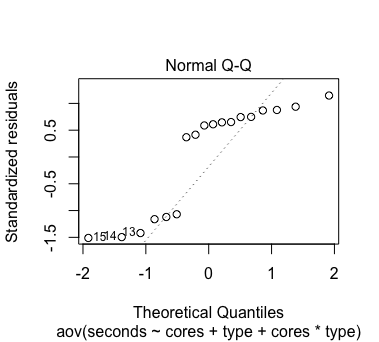 Normal Q-Q
Standardized residuals
0.5
-0.5
-1.5
15
14
13
-2 -1 0 1 2
Theoretical Quantiles
aov(seconds ~ cores + type + cores * type)